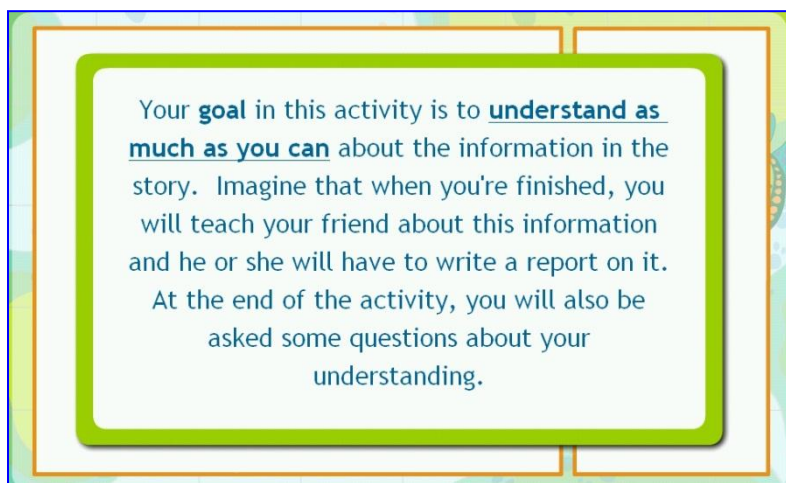 Your goal in this activity is to understand as
much as you can about the information in the
story.  Imagine that when you're finished, you
will teach your friend about this information
and he or she will have to write a report on it.
At the end of the activity, you will also be
asked some questions about your
understanding.